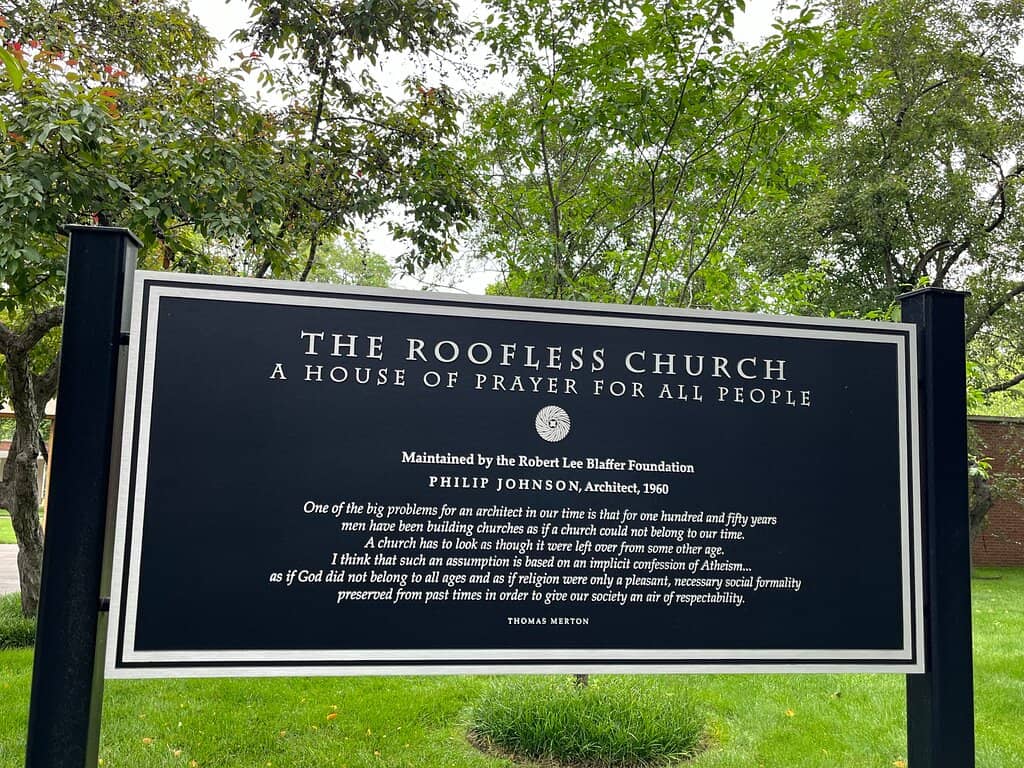 THE ROOFLESS CHURCH
A HOUSE OF PRAYER FOR ALL PEOPLE
Maintained by the Robert Lee Blaffer Foundation
PHILIP JOHNSON, Architect, 1960
One of the big problems for an architect in our time is that for one hundred and fifty years
men have been building churches as if a church could not belong to our time.
A church has to look as though it were left over from some other age.
I think that such an assumption is based on an implicit confession of Atheism...
as if God did not belong to all ages and as if religion were only a pleasant, necessary social formality
preserved from past times in order to give our society an air of respectability.
THOMAS MERTON